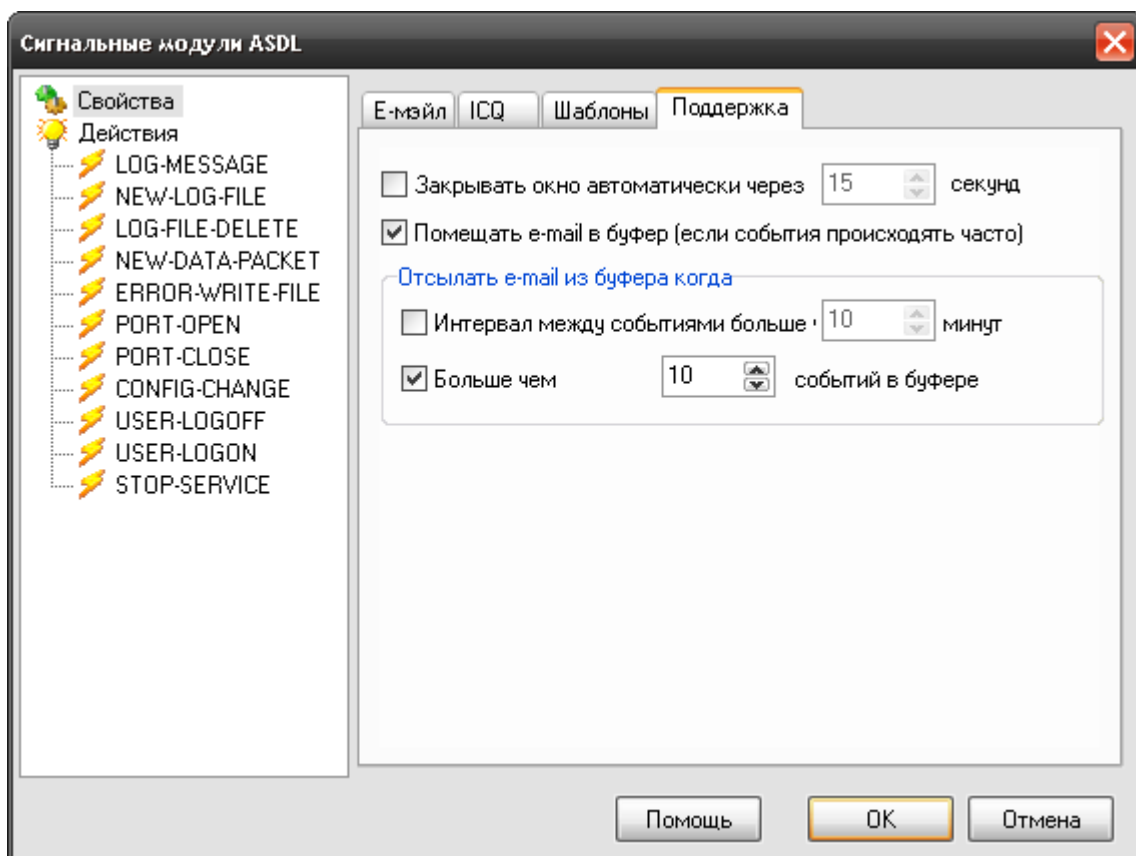 Сигнальные модули ASDL
Свойства
Действия
LOG-MESSAGE
NEW-LOG-FILE
LOG-FILE-DELETE
NEW-DATA-PACKET
ERROR-WRITE-FILE
PORT-OPEN
PORT-CLOSE
CONFIG-CHANGE
USER-LOGOFF
USER-LOGON
STOP-SERVICE
Е-мэйл ICQ Шаблоны Поддержка
Закрывать окно автоматически через 15 секунд
Помещать e-mail в буфер (если события происходять часто)
Отсылать e-mail из буфера когда
Интервал между событиями больше 10 минут
Больше чем 10 событий в буфере
Помощь OK Отмена